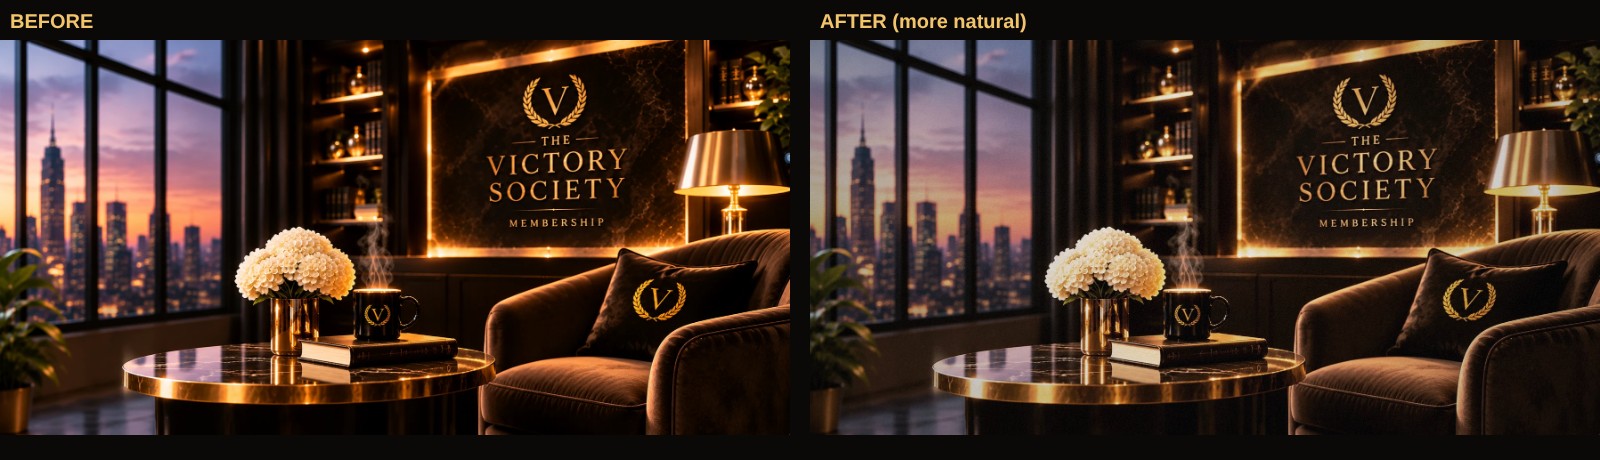 BEFORE
AFTER (more natural)
V
THE
VICTORY
SOCIETY
MEMBERSHIP
V
V
V
THE
VICTORY
SOCIETY
MEMBERSHIP
V
V